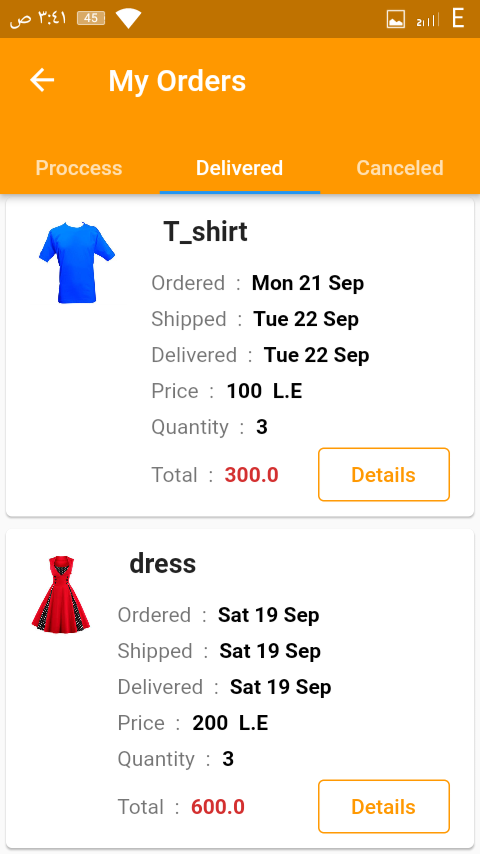 ٣:٤١ ص 45 2 E
My Orders
Proccess Delivered Canceled
T_shirt
Ordered : Mon 21 Sep
Shipped : Tue 22 Sep
Delivered : Tue 22 Sep
Price : 100 L.E
Quantity : 3
Total : 300.0 Details
dress
Ordered : Sat 19 Sep
Shipped : Sat 19 Sep
Delivered : Sat 19 Sep
Price : 200 L.E
Quantity : 3
Total : 600.0 Details